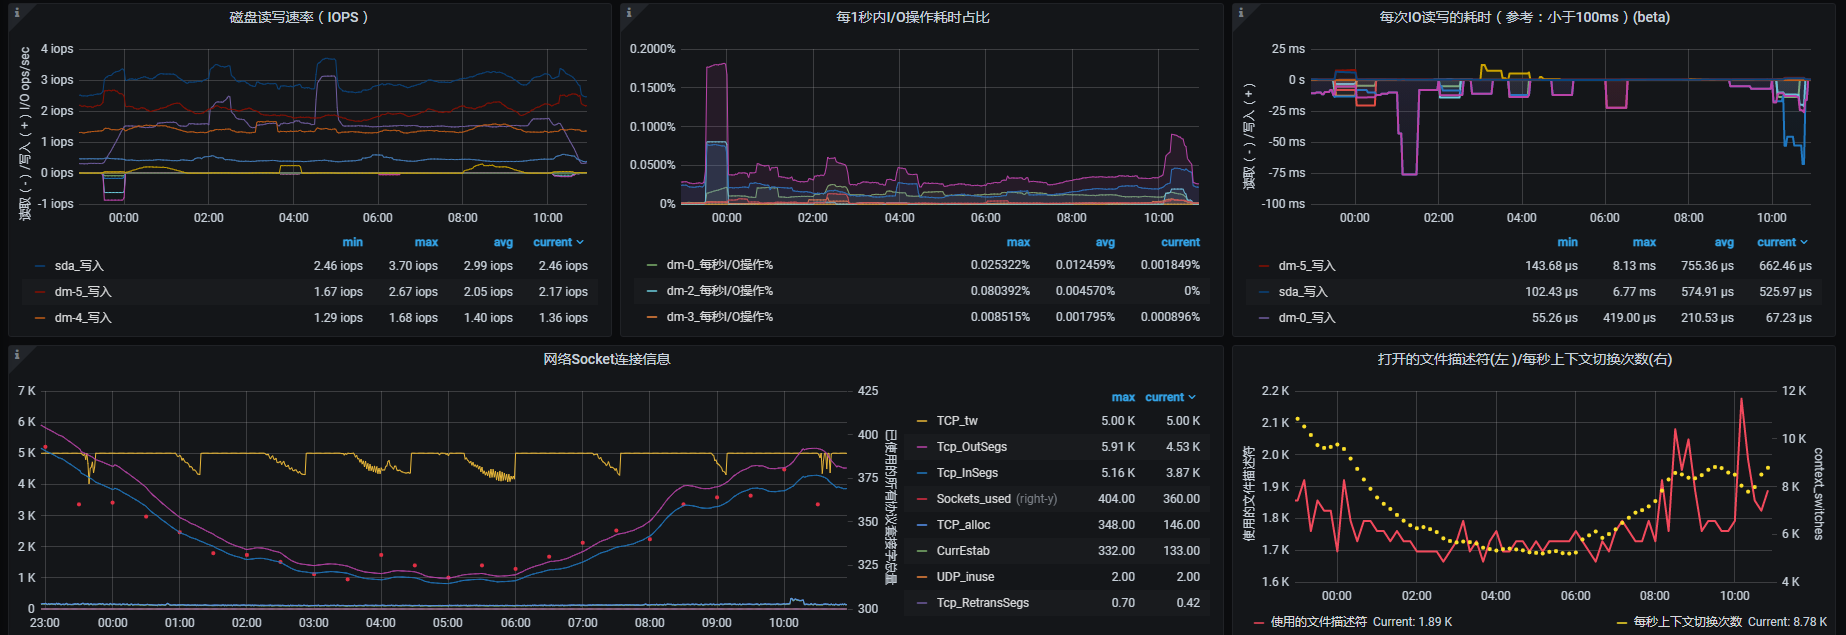 磁盘读写速率（IOPS）
读取（-）/写入（+）I/O ops/sec
4 iops
3 iops
2 iops
1 iops
0 iops
-1 iops
00:00 02:00 04:00 06:00 08:00 10:00
min max avg current
sda_写入 2.46 iops 3.70 iops 2.99 iops 2.46 iops
dm-5_写入 1.67 iops 2.67 iops 2.05 iops 2.17 iops
dm-4_写入 1.29 iops 1.68 iops 1.40 iops 1.36 iops
每1秒内I/O操作耗时占比
0.2000%
0.1500%
0.1000%
0.0500%
0%
00:00 02:00 04:00 06:00 08:00 10:00
max avg current
dm-0_每秒I/O操作% 0.025322% 0.012459% 0.001849%
dm-2_每秒I/O操作% 0.080392% 0.004570% 0%
dm-3_每秒I/O操作% 0.008515% 0.001795% 0.000896%
每次IO读写的耗时（参考：小于100ms）(beta)
读取（-）/写入（+）
25 ms
0 s
-25 ms
-50 ms
-75 ms
-100 ms
00:00 02:00 04:00 06:00 08:00 10:00
min max avg current
dm-5_写入 143.68 µs 8.13 ms 755.36 µs 662.46 µs
sda_写入 102.43 µs 6.77 ms 574.91 µs 525.97 µs
dm-0_写入 55.26 µs 419.00 µs 210.53 µs 67.23 µs
网络Socket连接信息
7 K
6 K
5 K
4 K
3 K
2 K
1 K
0
425
400
375
350
325
300
已使用的所有协议套接字总量
23:00 00:00 01:00 02:00 03:00 04:00 05:00 06:00 07:00 08:00 09:00 10:00
max current
TCP_tw 5.00 K 5.00 K
Tcp_OutSegs 5.91 K 4.53 K
Tcp_InSegs 5.16 K 3.87 K
Sockets_used (right-y) 404.00 360.00
TCP_alloc 348.00 146.00
CurrEstab 332.00 133.00
UDP_inuse 2.00 2.00
Tcp_RetransSegs 0.70 0.42
打开的文件描述符(左 )/每秒上下文切换次数(右)
使用的文件描述符
2.2 K
2.1 K
2.0 K
1.9 K
1.8 K
1.7 K
1.6 K
12 K
10 K
8 K
6 K
4 K
context_switches
00:00 02:00 04:00 06:00 08:00 10:00
使用的文件描述符 Current: 1.89 K
每秒上下文切换次数 Current: 8.78 K